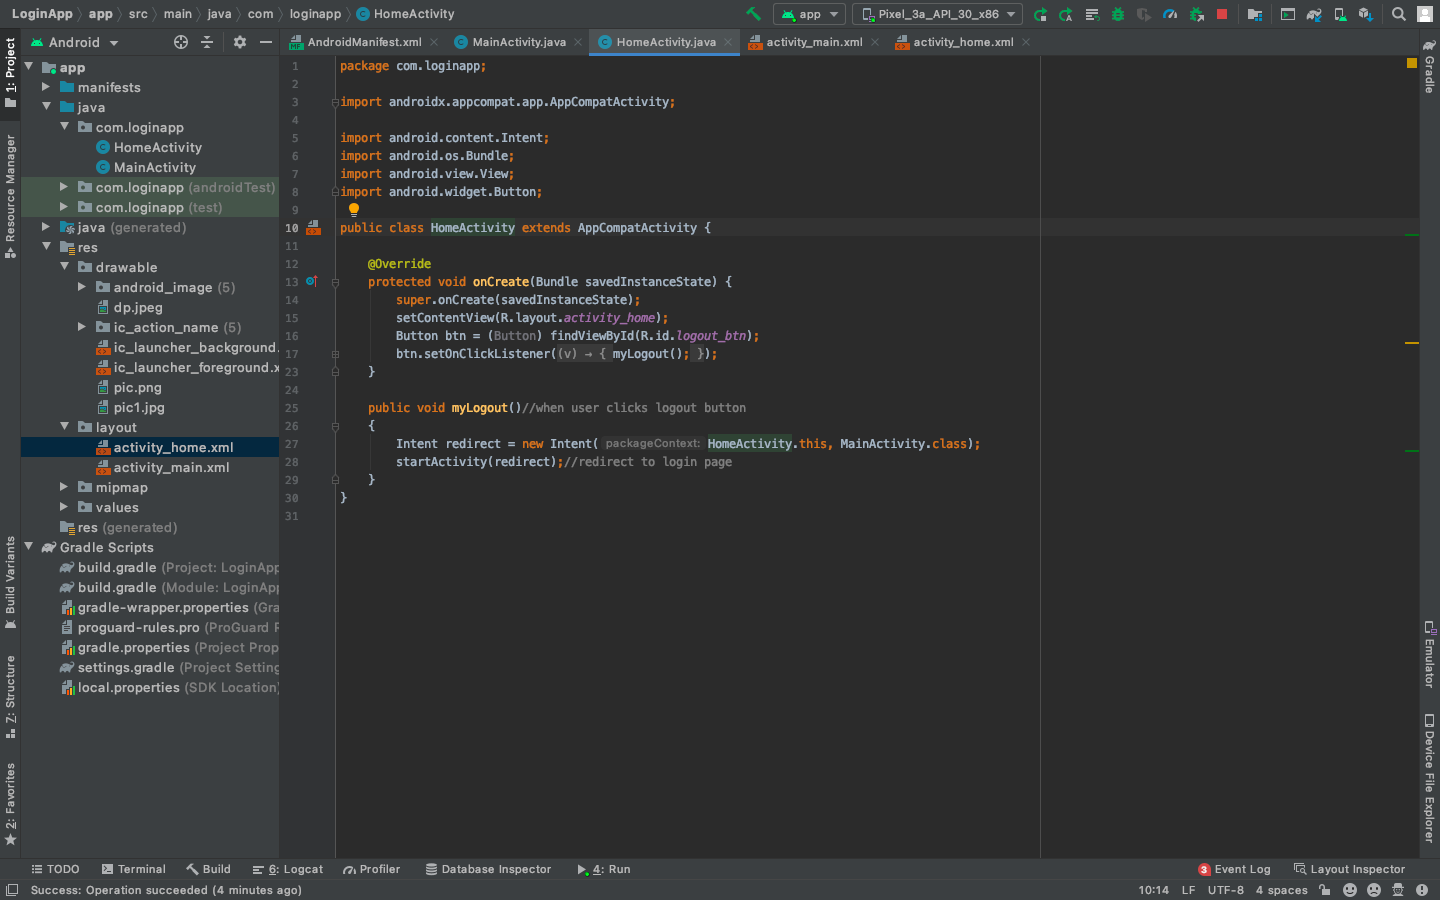 LoginApp app src main java com loginapp HomeActivity
app Pixel_3a_API_30_x86
Android
AndroidManifest.xml MainActivity.java HomeActivity.java activity_main.xml activity_home.xml
1: Project
Resource Manager
Build Variants
Z: Structure
2: Favorites
app
manifests
java
com.loginapp
HomeActivity
MainActivity
com.loginapp (androidTest)
com.loginapp (test)
java (generated)
res
drawable
android_image (5)
dp.jpeg
ic_action_name (5)
ic_launcher_background.
ic_launcher_foreground.x
pic.png
pic1.jpg
layout
activity_home.xml
activity_main.xml
mipmap
values
res (generated)
Gradle Scripts
build.gradle (Project: LoginApp
build.gradle (Module: LoginApp
gradle-wrapper.properties (Gra
proguard-rules.pro (ProGuard R
gradle.properties (Project Prop
settings.gradle (Project Setting
local.properties (SDK Location)
1 package com.loginapp;
2
3 import androidx.appcompat.app.AppCompatActivity;
4
5 import android.content.Intent;
6 import android.os.Bundle;
7 import android.view.View;
8 import android.widget.Button;
9
10 public class HomeActivity extends AppCompatActivity {
11
12 @Override
13 protected void onCreate(Bundle savedInstanceState) {
14 super.onCreate(savedInstanceState);
15 setContentView(R.layout.activity_home);
16 Button btn = (Button) findViewById(R.id.logout_btn);
17 btn.setOnClickListener((v) → { myLogout(); });
23 }
24
25 public void myLogout()//when user clicks logout button
26 {
27 Intent redirect = new Intent( packageContext: HomeActivity.this, MainActivity.class);
28 startActivity(redirect);//redirect to login page
29 }
30 }
31
Gradle
Emulator
Device File Explorer
TODO Terminal Build 6: Logcat Profiler Database Inspector 4: Run 3 Event Log Layout Inspector
Success: Operation succeeded (4 minutes ago) 10:14 LF UTF-8 4 spaces